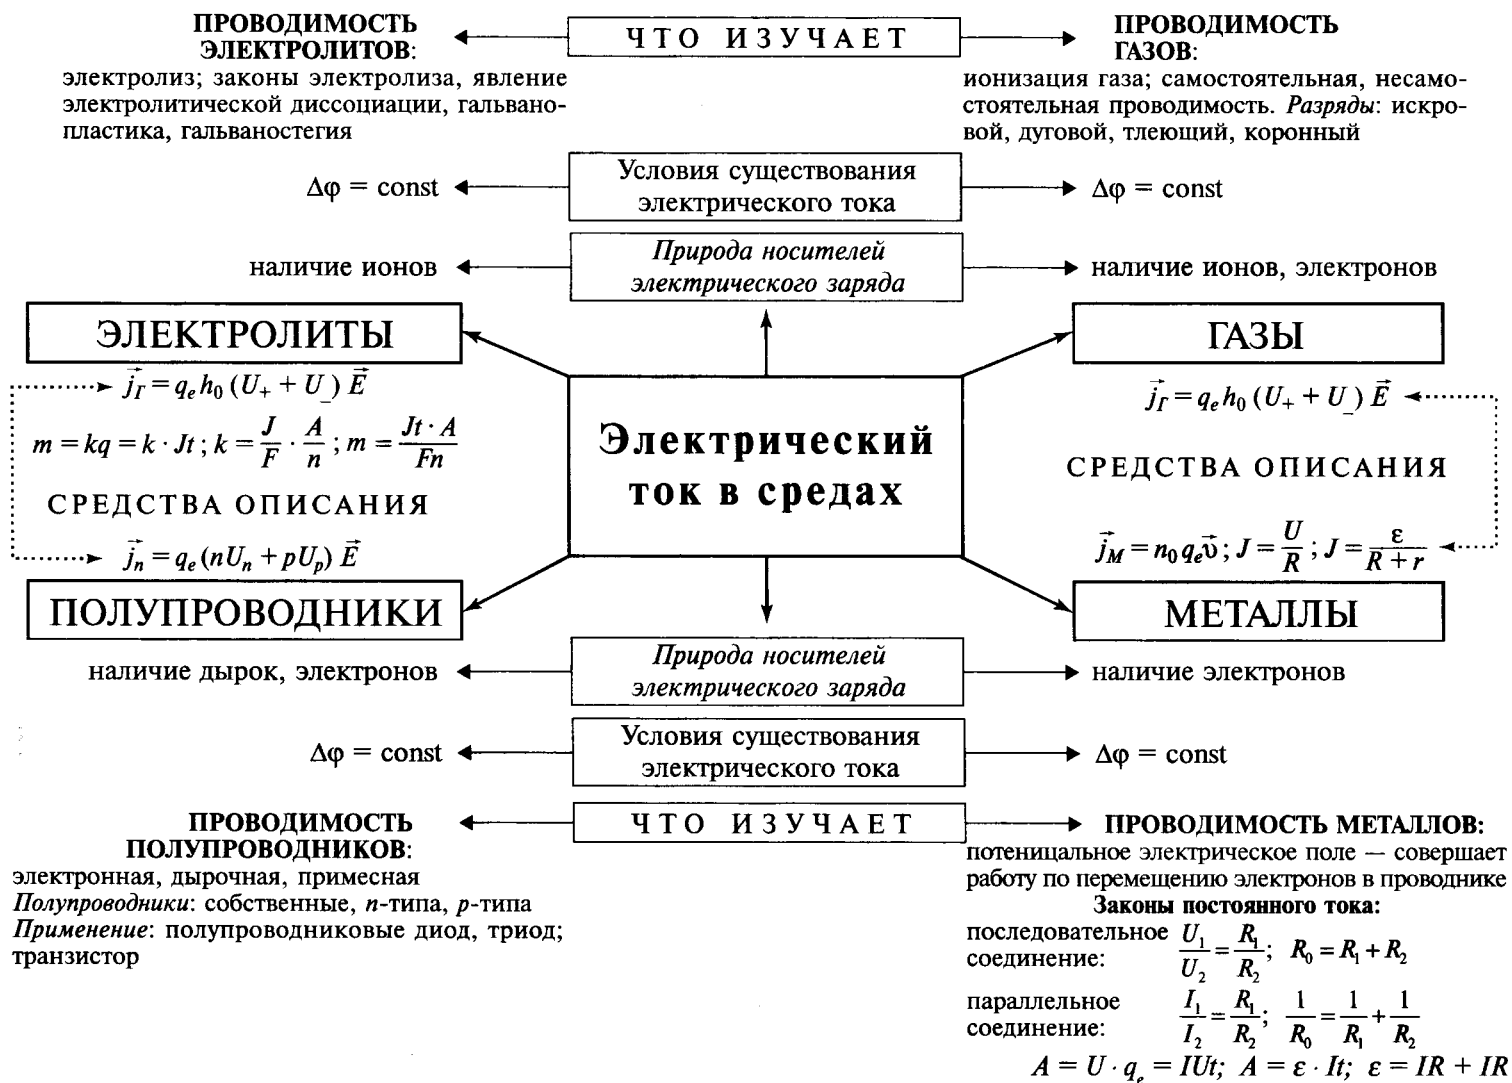 ПРОВОДИМОСТЬ
ЭЛЕКТРОЛИТОВ:
электролиз; законы электролиза, явление
электролитической диссоциации, гальвано-
пластика, гальваностегия
ЧТО ИЗУЧАЕТ
ПРОВОДИМОСТЬ
ГАЗОВ:
ионизация газа; самостоятельная, несамо-
стоятельная проводимость. Разряды: искро-
вой, дуговой, тлеющий, коронный
Δφ = const
Условия существования
электрического тока
Δφ = const
наличие ионов
Природа носителей
электрического заряда
наличие ионов, электронов
ЭЛЕКТРОЛИТЫ
ГАЗЫ
j⃗_Г = q_e h_0 (U_+ + U_–) E⃗
m = kq = k · Jt ; k = J/F · A/n ; m = Jt · A/Fn
СРЕДСТВА ОПИСАНИЯ
j⃗_n = q_e (nU_n + pU_p) E⃗
Электрический
ток в средах
j⃗_Г = q_e h_0 (U_+ + U_–) E⃗
СРЕДСТВА ОПИСАНИЯ
j⃗_М = n_0 q_e υ⃗ ; J = U/R ; J = ε/(R + r)
ПОЛУПРОВОДНИКИ
МЕТАЛЛЫ
наличие дырок, электронов
Природа носителей
электрического заряда
наличие электронов
Δφ = const
Условия существования
электрического тока
Δφ = const
ПРОВОДИМОСТЬ
ПОЛУПРОВОДНИКОВ:
электронная, дырочная, примесная
Полупроводники: собственные, n-типа, p-типа
Применение: полупроводниковые диод, триод;
транзистор
ЧТО ИЗУЧАЕТ
ПРОВОДИМОСТЬ МЕТАЛЛОВ:
потеницальное электрическое поле — совершает
работу по перемещению электронов в проводнике
Законы постоянного тока:
последовательное
соединение:
U_1/U_2 = R_1/R_2; R_0 = R_1 + R_2
параллельное
соединение:
I_1/I_2 = R_1/R_2; 1/R_0 = 1/R_1 + 1/R_2
A = U · q_e = IUt; A = ε · It; ε = IR + IR